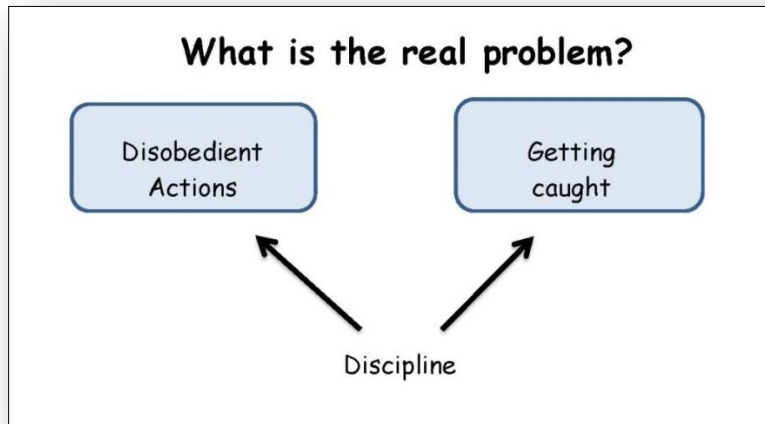 What is the real problem?
Disobedient
Actions
Getting
caught
Discipline